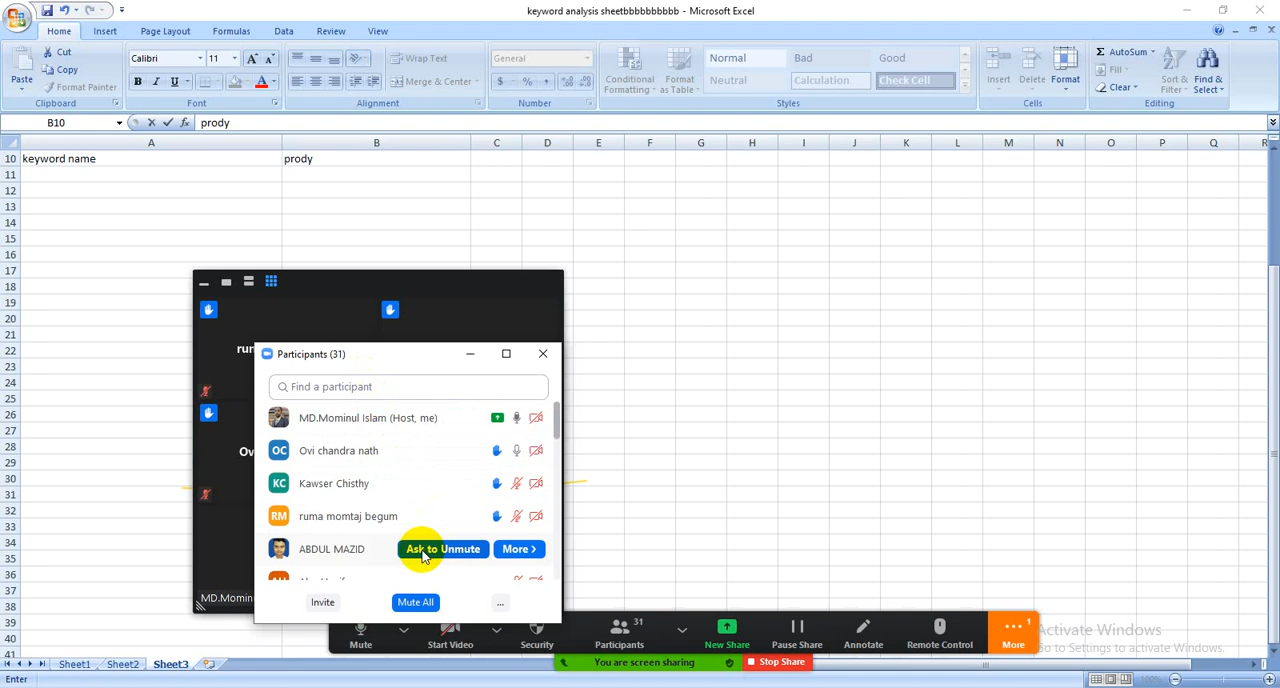 keyword analysis sheetbbbbbbbbbb - Microsoft Excel
Home Insert Page Layout Formulas Data Review View
Paste Cut Copy Format Painter
Calibri 11 A A
B I U A
Wrap Text
Merge & Center
General
$ % ,
Conditional Formatting
Format as Table
Normal Bad Good
Neutral Calculation Check Cell
Insert Delete Format
Σ AutoSum
Fill
Clear
Sort & Filter
Find & Select
Clipboard Font Alignment Number Styles Cells Editing
B10 fx prody
A B C D E F G H I J K L M N O P Q R
10 keyword name prody
11
12
13
14
15
16
17
18
19
20
21
22
23
24
25
26
27
28
29
30
31
32
33
34
35
36
37
38
39
40
41
Participants (31)
Find a participant
MD.Mominul Islam (Host, me)
OC Ovi chandra nath
KC Kawser Chisthy
RM ruma momtaj begum
ABDUL MAZID Ask to Unmute More >
Invite Mute All ...
31
1
Mute Start Video Security Participants New Share Pause Share Annotate Remote Control More
You are screen sharing Stop Share
Activate Windows
Go to Settings to activate Windows.
Sheet1 Sheet2 Sheet3
Enter 100%